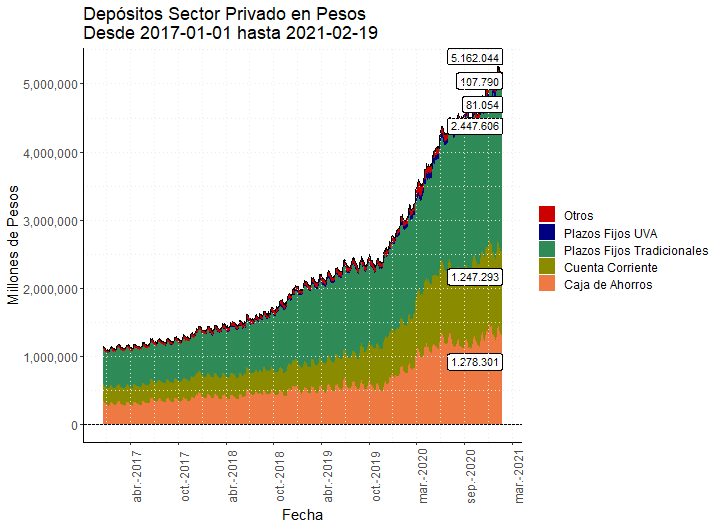 Depósitos Sector Privado en Pesos
Desde 2017-01-01 hasta 2021-02-19
Millones de Pesos
5,000,000
4,000,000
3,000,000
2,000,000
1,000,000
0
5.162.044
107.790
81.054
2.447.606
1.247.293
1.278.301
abr.-2017
oct.-2017
abr.-2018
oct.-2018
abr.-2019
oct.-2019
mar.-2020
sep.-2020
mar.-2021
Fecha
Otros
Plazos Fijos UVA
Plazos Fijos Tradicionales
Cuenta Corriente
Caja de Ahorros